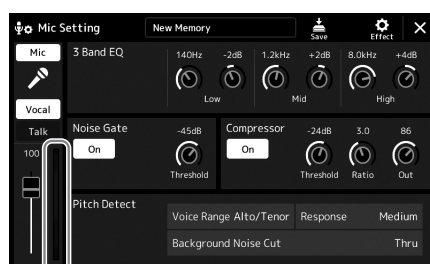 Mic Setting New Memory Save Effect
Mic 3 Band EQ
140Hz -2dB 1.2kHz +2dB 8.0kHz +4dB
Low Mid High
Vocal
Talk
Noise Gate -45dB Compressor -24dB 3.0 86
100 On On
Threshold Threshold Ratio Out
Pitch Detect
Voice Range Alto/Tenor Response Medium
Background Noise Cut Thru